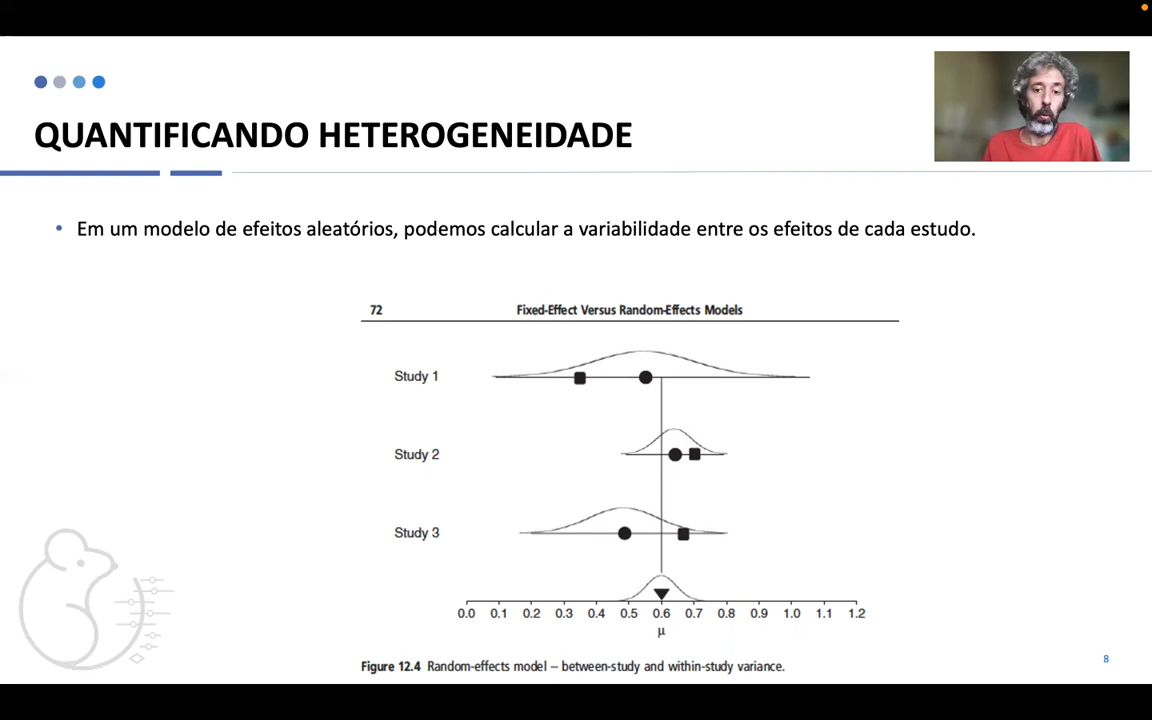 QUANTIFICANDO HETEROGENEIDADE
• Em um modelo de efeitos aleatórios, podemos calcular a variabilidade entre os efeitos de cada estudo.
72 Fixed-Effect Versus Random-Effects Models
Study 1
Study 2
Study 3
0.0 0.1 0.2 0.3 0.4 0.5 0.6 0.7 0.8 0.9 1.0 1.1 1.2
μ
Figure 12.4 Random-effects model – between-study and within-study variance.
8